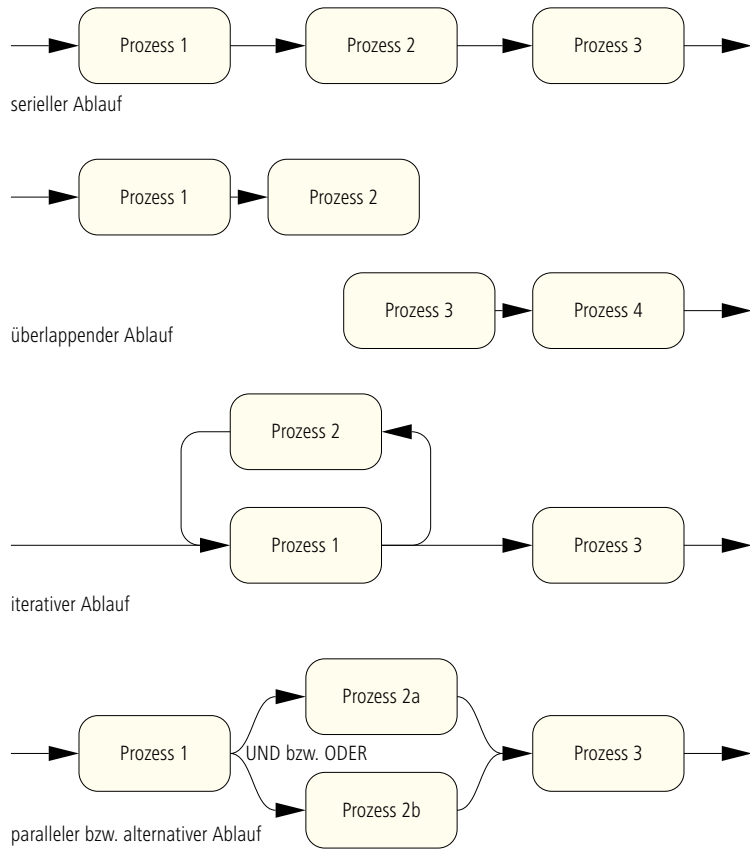 Prozess 1 Prozess 2 Prozess 3
serieller Ablauf
Prozess 1 Prozess 2
Prozess 3 Prozess 4
überlappender Ablauf
Prozess 2
Prozess 1 Prozess 3
iterativer Ablauf
Prozess 2a
Prozess 1 UND bzw. ODER Prozess 3
Prozess 2b
paralleler bzw. alternativer Ablauf